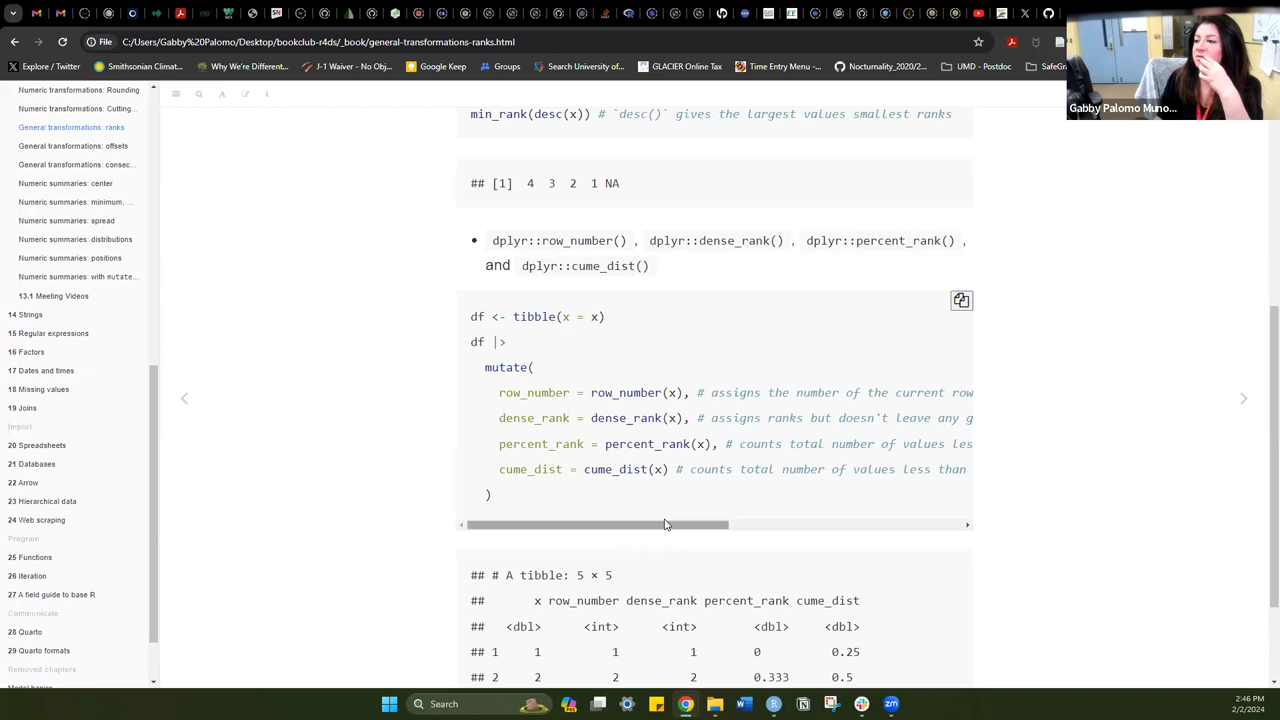 File C:/Users/Gabby%20Palomo/Desktop/bookclub-r4ds/_book/general-transformations-ranks.html
Explore / Twitter
Smithsonian Climat...
Why We're Different...
J-1 Waiver - No Obj...
Google Keep
Search University of...
GLACIER Online Tax
Time Entry Menu -...
Nocturnality_2020/2...
UMD - Postdoc
Other
Gabby Palomo Muno...
Numeric transformations: Rounding
Numeric transformations: Cutting...
General transformations: ranks
General transformations: offsets
General transformations: consec...
Numeric summaries: center
Numeric summaries: minimum, ...
Numeric summaries: spread
Numeric summaries: distributions
Numeric summaries: positions
Numeric summaries: with mutate...
13.1 Meeting Videos
14 Strings
15 Regular expressions
16 Factors
17 Dates and times
18 Missing values
19 Joins
Import
20 Spreadsheets
21 Databases
22 Arrow
23 Hierarchical data
24 Web scraping
Program
25 Functions
26 Iteration
27 A field guide to base R
Communicate
28 Quarto
29 Quarto formats
Removed chapters
Model basics
min_rank(desc(x)) # `desc()` gives the largest values smallest ranks
## [1]  4  3  2  1 NA
• dplyr::row_number() , dplyr::dense_rank() , dplyr::percent_rank() ,
and dplyr::cume_dist()
df <- tibble(x = x)
df |>
mutate(
row_number = row_number(x), # assigns the number of the current row
dense_rank = dense_rank(x), # assigns ranks but doesn't leave any g
percent_rank = percent_rank(x), # counts total number of values les
cume_dist = cume_dist(x) # counts total number of values less than
)
## # A tibble: 5 × 5
## x row_number dense_rank percent_rank cume_dist
## <dbl> <int> <int> <dbl> <dbl>
## 1 1 1 1 0 0.25
## 2 2 2 2 0.333 0.5
Search
2:46 PM
2/2/2024